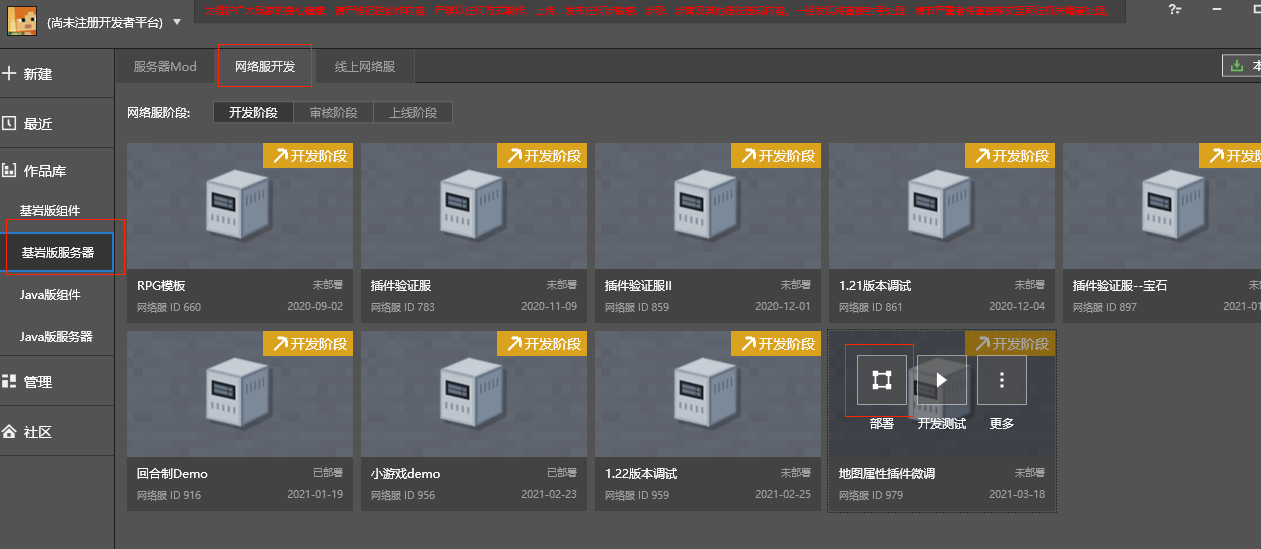 (尚未注册开发者平台)
新建
最近
作品库
基岩版组件
基岩版服务器
Java版组件
Java版服务器
管理
社区
服务器Mod
网络服开发
线上网络服
本
网络服阶段:
开发阶段
审核阶段
上线阶段
开发阶段
开发阶段
开发阶段
开发阶段
开发阶
RPG模板 未部署
网络服 ID 660 2020-09-02
插件验证服 未部署
网络服 ID 783 2020-11-09
插件验证服II 未部署
网络服 ID 859 2020-12-01
1.21版本调试 未部署
网络服 ID 861 2020-12-04
插件验证服--宝石 未
网络服 ID 897 2021-01
开发阶段
开发阶段
开发阶段
开发阶段
部署
开发测试
更多
回合制Demo 已部署
网络服 ID 916 2021-01-19
小游戏demo 已部署
网络服 ID 956 2021-02-23
1.22版本调试 未部署
网络服 ID 959 2021-02-25
地图属性插件微调 未部署
网络服 ID 979 2021-03-18